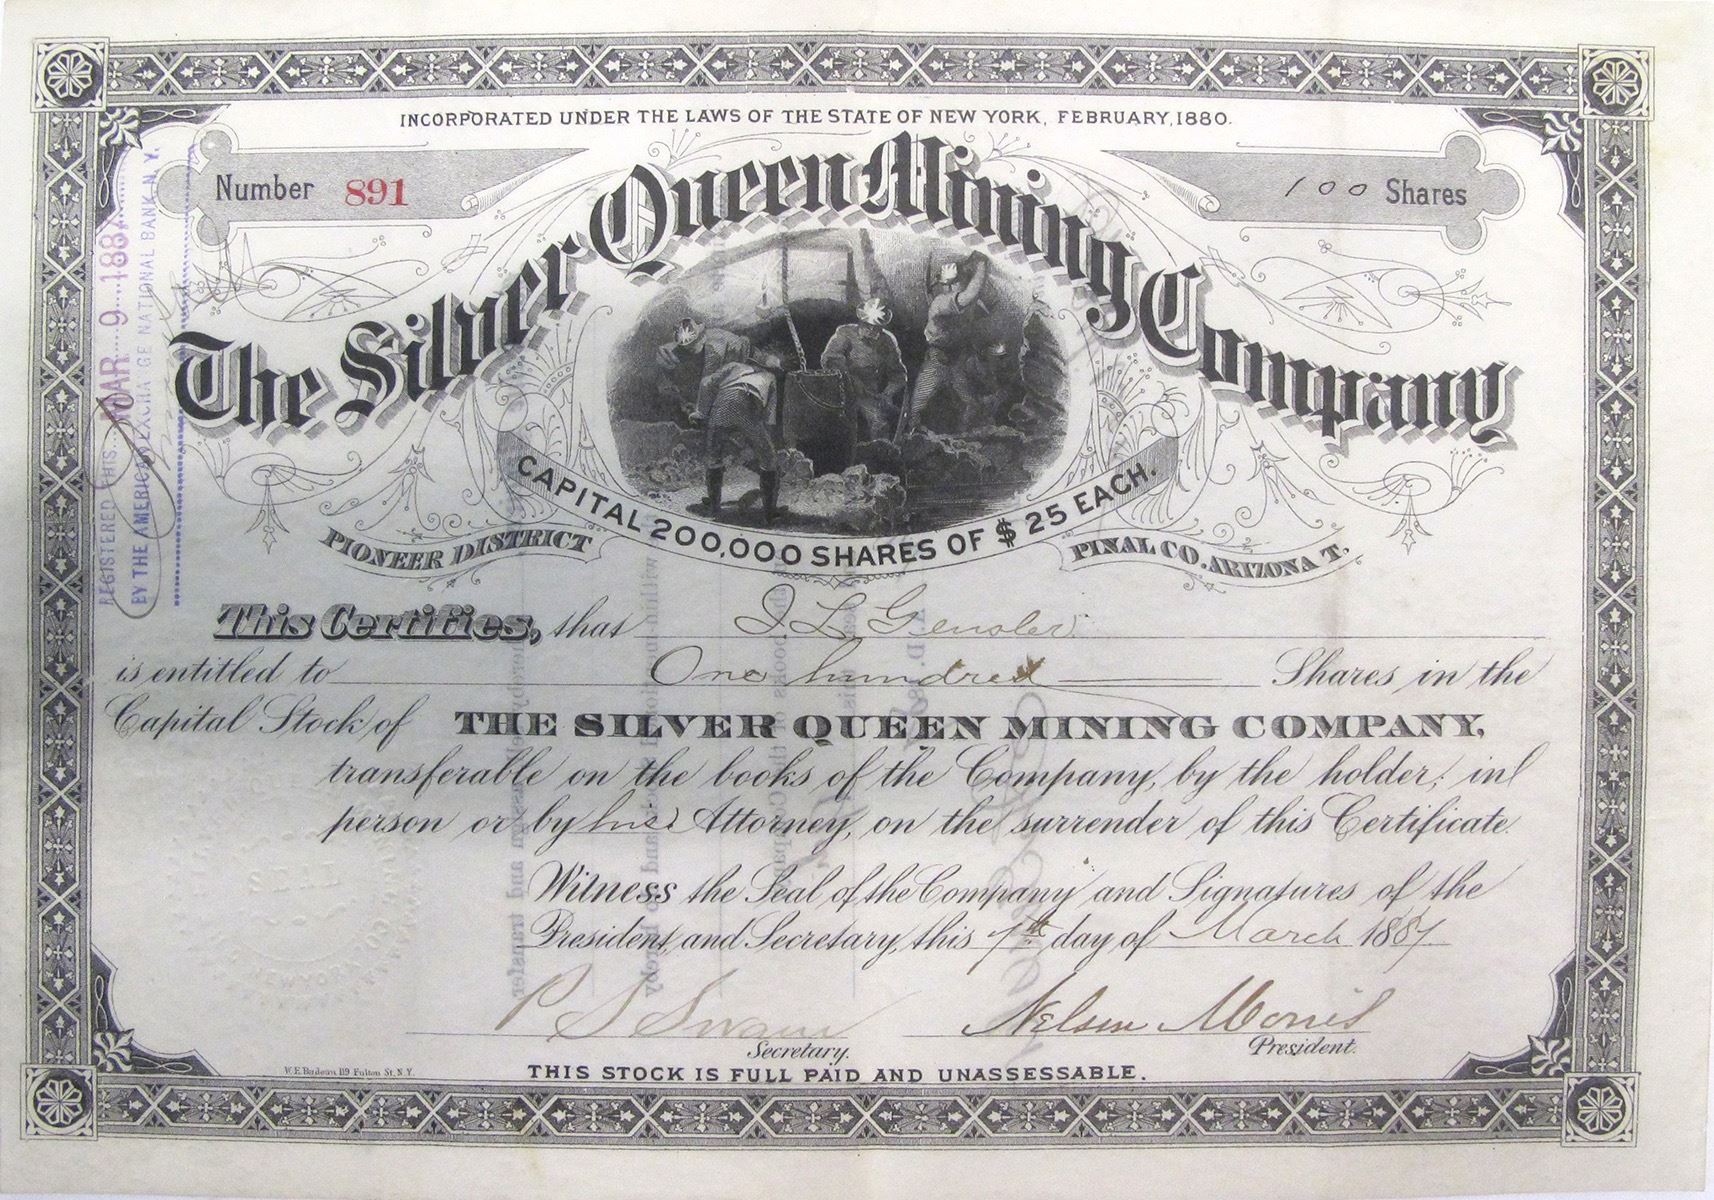 INCORPORATED UNDER THE LAWS OF THE STATE OF NEW YORK, FEBRUARY, 1880.
Number 891
100 Shares
The Silver Queen Mining Company
CAPITAL 200,000 SHARES OF $25 EACH.
PIONEER DISTRICT
PINAL CO. ARIZONA T.
REGISTERED THIS MAR 9 1887
BY THE AMERICAN EXCHANGE NATIONAL BANK N.Y.
This Certifies, that J L Gensler
is entitled to One hundred Shares in the
Capital Stock of THE SILVER QUEEN MINING COMPANY,
transferable on the books of the Company, by the holder; in
person or by his Attorney, on the surrender of this Certificate.
Witness the Seal of the Company and Signatures of the
President, and Secretary, this 7th day of March 1887
P S Swain
Nelson Morris
Secretary.
President.
THIS STOCK IS FULL PAID AND UNASSESSABLE.
119 Fulton St. N.Y.